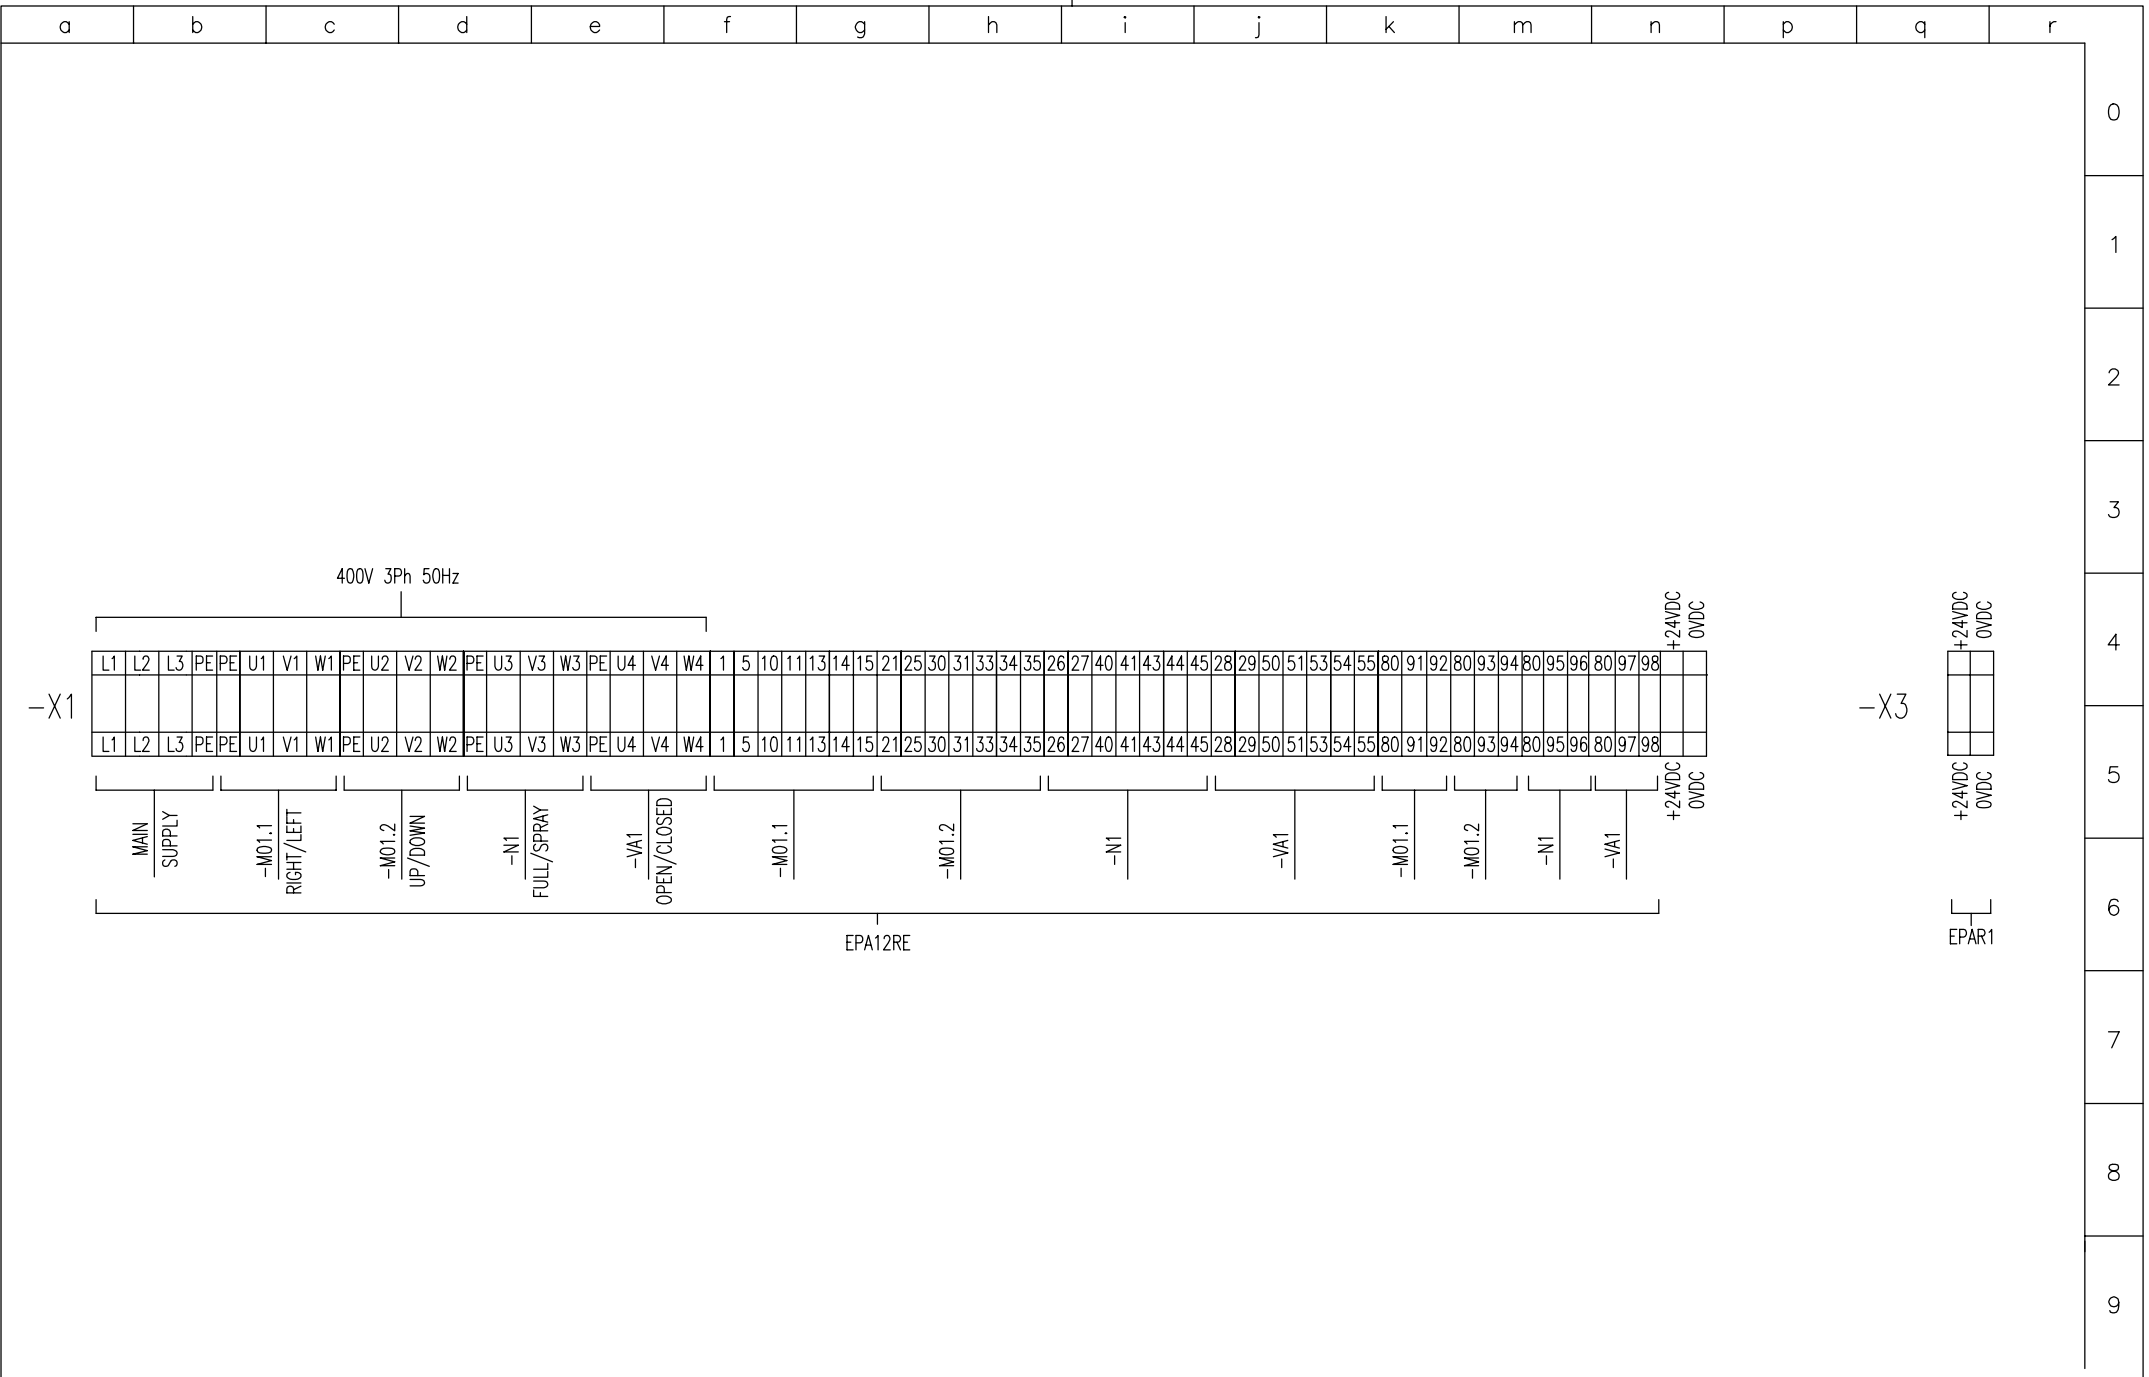 a b c d e f g h i j k m n p q r
0
1
2
3
400V 3Ph 50Hz
+24VDC
0VDC
+24VDC
0VDC
4
L1 L2 L3 PE PE U1 V1 W1 PE U2 V2 W2 PE U3 V3 W3 PE U4 V4 W4 1 5 10 11 13 14 15 21 25 30 31 33 34 35 26 27 40 41 43 44 45 28 29 50 51 53 54 55 80 91 92 80 93 94 80 95 96 80 97 98
-X1
-X3
L1 L2 L3 PE PE U1 V1 W1 PE U2 V2 W2 PE U3 V3 W3 PE U4 V4 W4 1 5 10 11 13 14 15 21 25 30 31 33 34 35 26 27 40 41 43 44 45 28 29 50 51 53 54 55 80 91 92 80 93 94 80 95 96 80 97 98
5
+24VDC
0VDC
+24VDC
0VDC
MAIN
SUPPLY
-M01.1
RIGHT/LEFT
-M01.2
UP/DOWN
-N1
FULL/SPRAY
-VA1
OPEN/CLOSED
-M01.1
-M01.2
-N1
-VA1
-M01.1
-M01.2
-N1
-VA1
6
EPA12RE
EPAR1
7
8
9